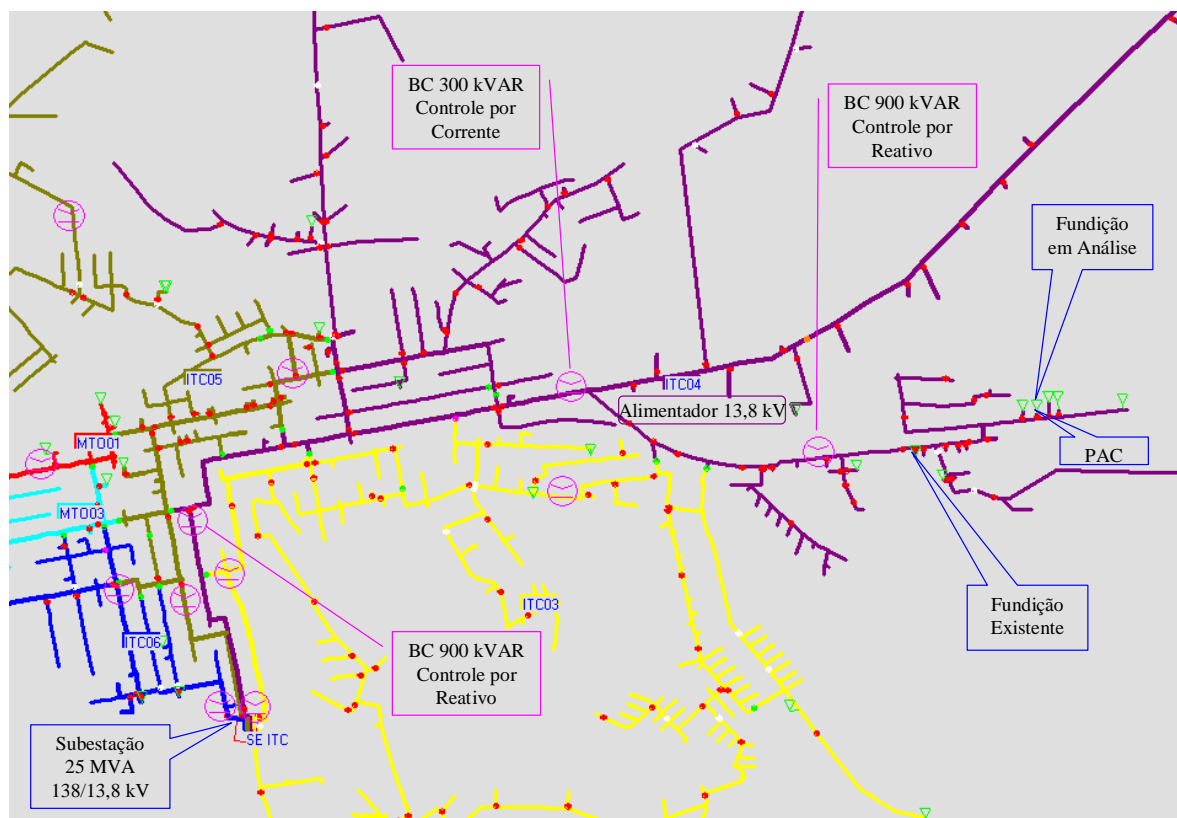 BC 300 kVAR
Controle por
Corrente
BC 900 kVAR
Controle por
Reativo
Fundição
em Análise
ITC05
ITC04
Alimentador 13,8 kV
MTO01
PAC
MTO03
ITC03
Fundição
Existente
ITC06
BC 900 kVAR
Controle por
Reativo
SE ITC
Subestação
25 MVA
138/13,8 kV